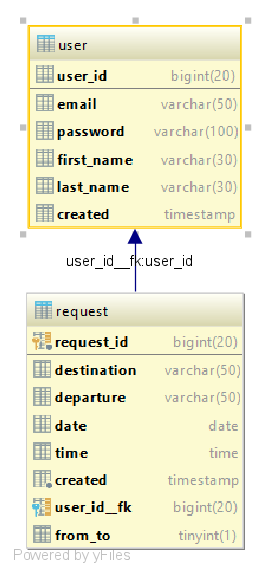 user
user_id bigint(20)
email varchar(50)
password varchar(100)
first_name varchar(30)
last_name varchar(30)
created timestamp
user_id__fk:user_id
request
request_id bigint(20)
destination varchar(50)
departure varchar(50)
date date
time time
created timestamp
user_id__fk bigint(20)
from_to tinyint(1)
Powered by yFiles